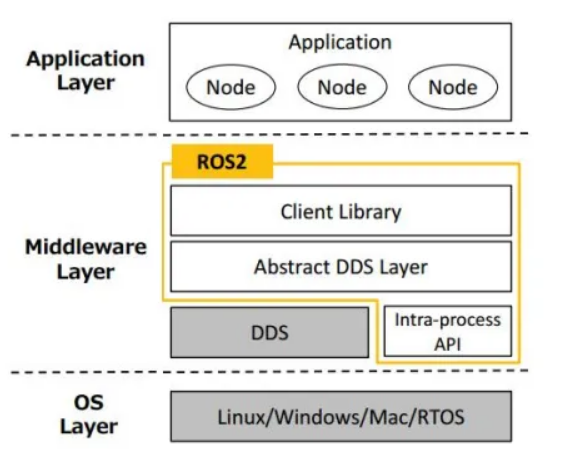 Application
Layer
Application
Node Node Node
ROS2
Middleware
Layer
Client Library
Abstract DDS Layer
DDS
Intra-process
API
OS
Layer
Linux/Windows/Mac/RTOS